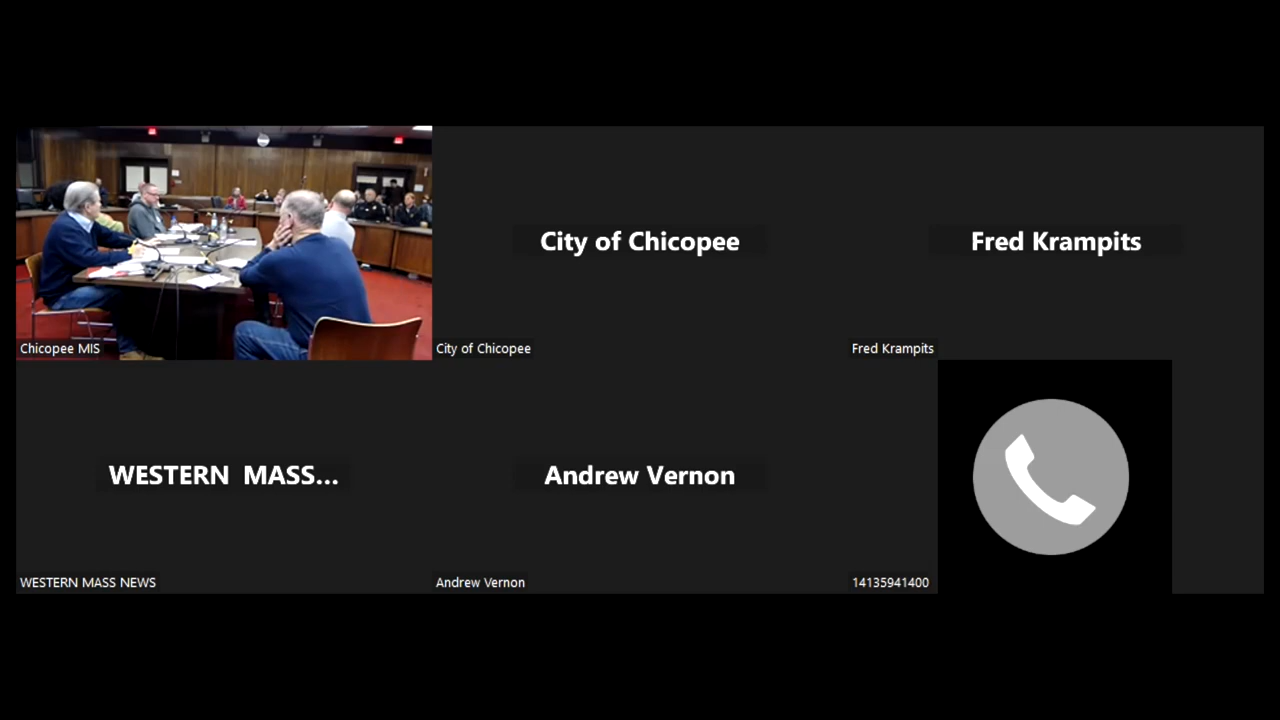 City of Chicopee
Fred Krampits
Chicopee MIS
City of Chicopee
Fred Krampits
WESTERN MASS...
Andrew Vernon
WESTERN MASS NEWS
Andrew Vernon
14135941400